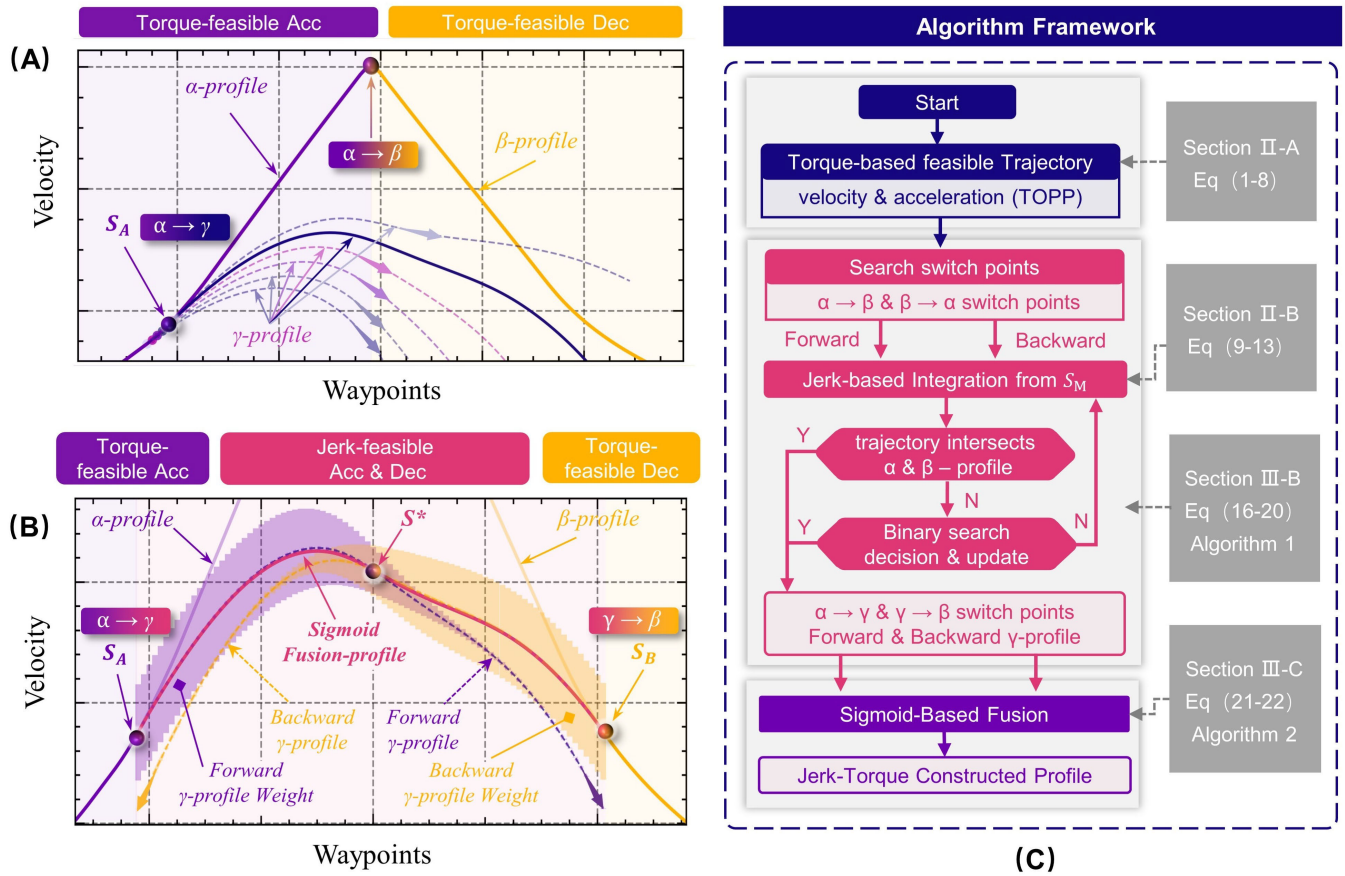 (A)
Torque-feasible Acc
Torque-feasible Dec
α-profile
β-profile
α → β
S_A
α → γ
γ-profile
Velocity
Waypoints
(B)
Torque-
feasible Acc
Jerk-feasible
Acc & Dec
Torque-
feasible Dec
α-profile
S*
β-profile
α → γ
S_A
γ → β
S_B
Sigmoid
Fusion-profile
Backward
γ-profile
Forward
γ-profile
Forward
γ-profile Weight
Backward
γ-profile Weight
Velocity
Waypoints
Algorithm Framework
Start
Torque-based feasible Trajectory
velocity & acceleration (TOPP)
Section Ⅱ-A
Eq (1-8)
Search switch points
α → β & β → α switch points
Forward
Backward
Section Ⅱ-B
Eq (9-13)
Jerk-based Integration from S_M
trajectory intersects
α & β – profile
Y
N
Binary search
decision & update
Y
N
Section Ⅲ-B
Eq (16-20)
Algorithm 1
α → γ & γ → β switch points
Forward & Backward γ-profile
Sigmoid-Based Fusion
Section Ⅲ-C
Eq (21-22)
Algorithm 2
Jerk-Torque Constructed Profile
(C)